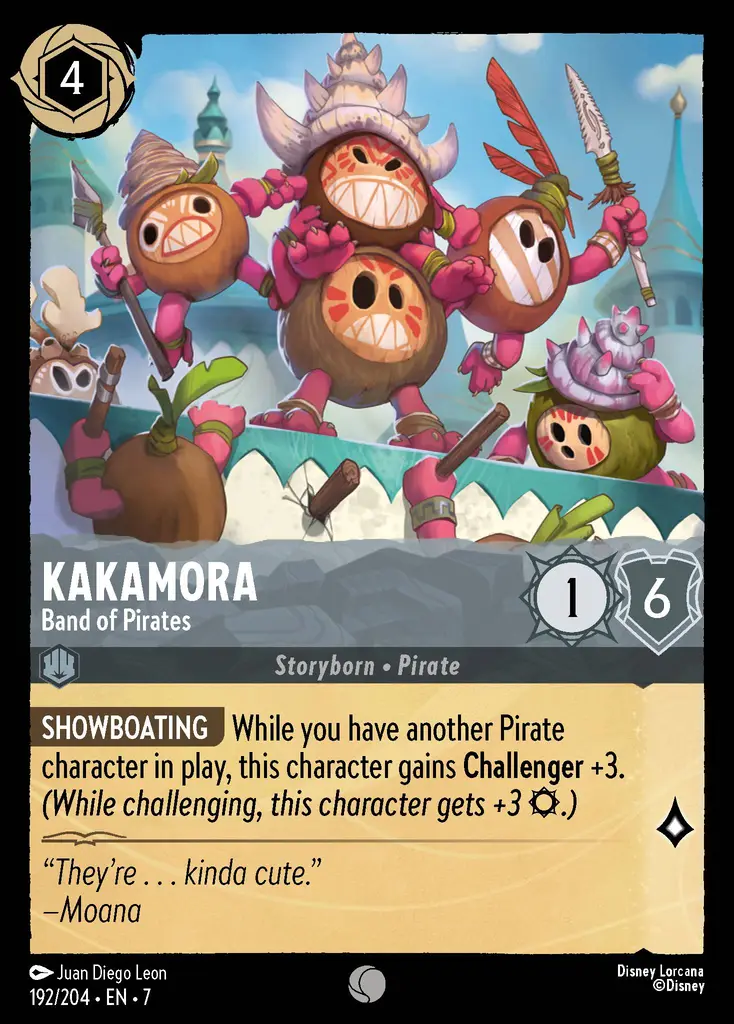 4
KAKAMORA
Band of Pirates
1
6
Storyborn • Pirate
SHOWBOATING While you have another Pirate
character in play, this character gains Challenger +3.
(While challenging, this character gets +3 .)
“They’re . . . kinda cute.”
–Moana
Juan Diego Leon
192/204 • EN • 7
Disney Lorcana
©Disney